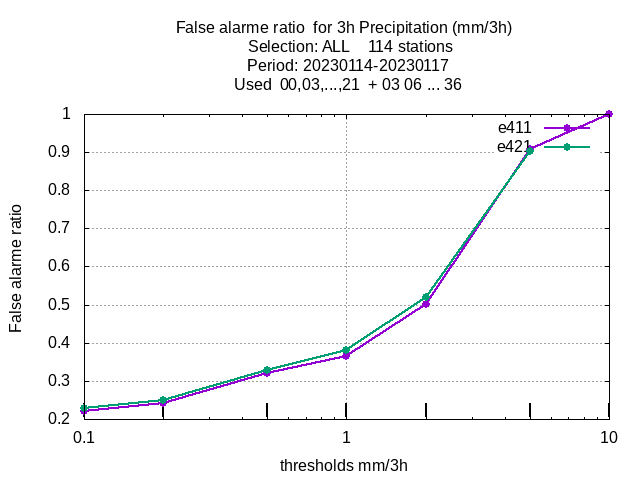 False alarme ratio  for 3h Precipitation (mm/3h)
Selection: ALL    114 stations
Period: 20230114-20230117
Used  00,03,...,21  + 03 06 ... 36
e411
e421
1
0.9
0.8
0.7
0.6
0.5
0.4
0.3
0.2
False alarme ratio
0.1
1
10
thresholds mm/3h